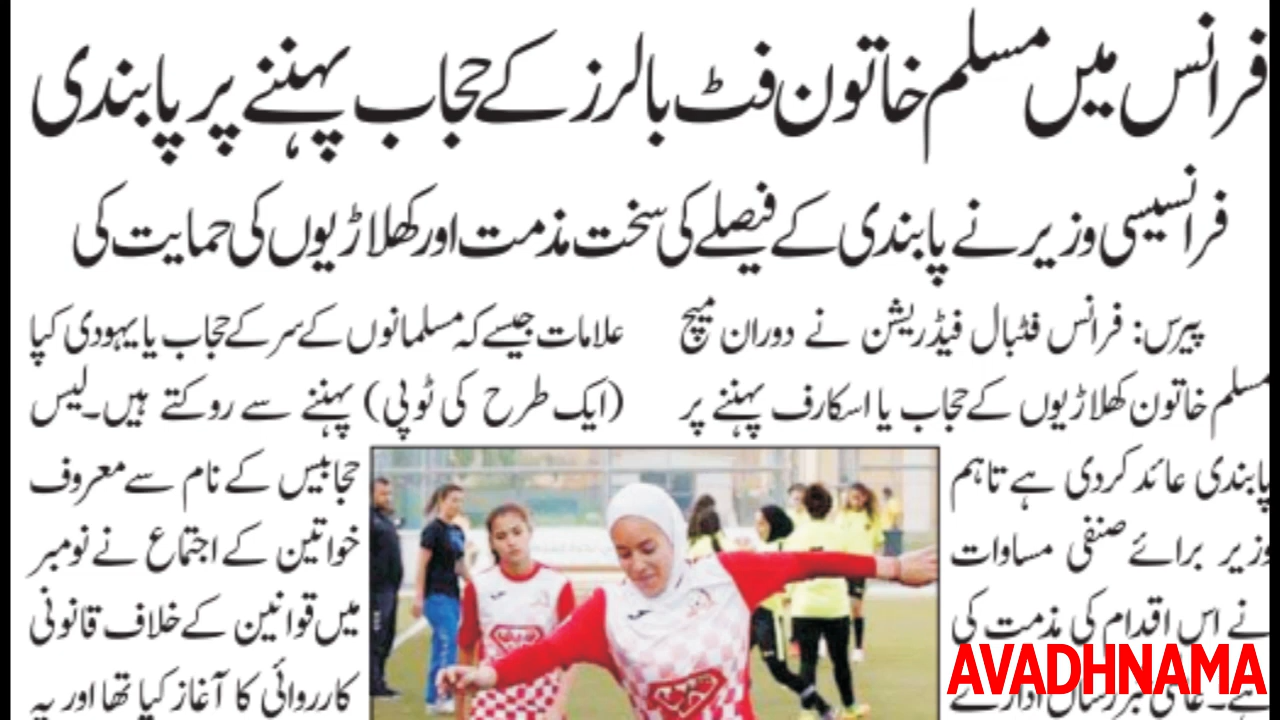 فرانس میں مسلم خاتون فٹ بالرز کے حجاب پہننے پر پابندی
فرانسیسی وزیر نے پابندی کے فیصلے کی سخت مذمت اور کھلاڑیوں کی حمایت کی
پیرس: فرانس فٹبال فیڈریشن نے دوران میچ
مسلم خاتون کھلاڑیوں کے حجاب یا اسکارف پہننے پر
پابندی عائد کردی ہے تاہم
وزیر برائے صنفی مساوات
نے اس اقدام کی مذمت کی
ہے۔ عالمی خبر رساں ادارے
علامات جیسے کہ مسلمانوں کے سر کے حجاب یا یہودی کپا
(ایک طرح کی ٹوپی) پہننے سے روکتے ہیں۔ لیس
حجابیس کے نام سے معروف
خواتین کے اجتماع نے نومبر
میں قوانین کے خلاف قانونی
کارروائی کا آغاز کیا تھا اور یہ
AVADHNAMA